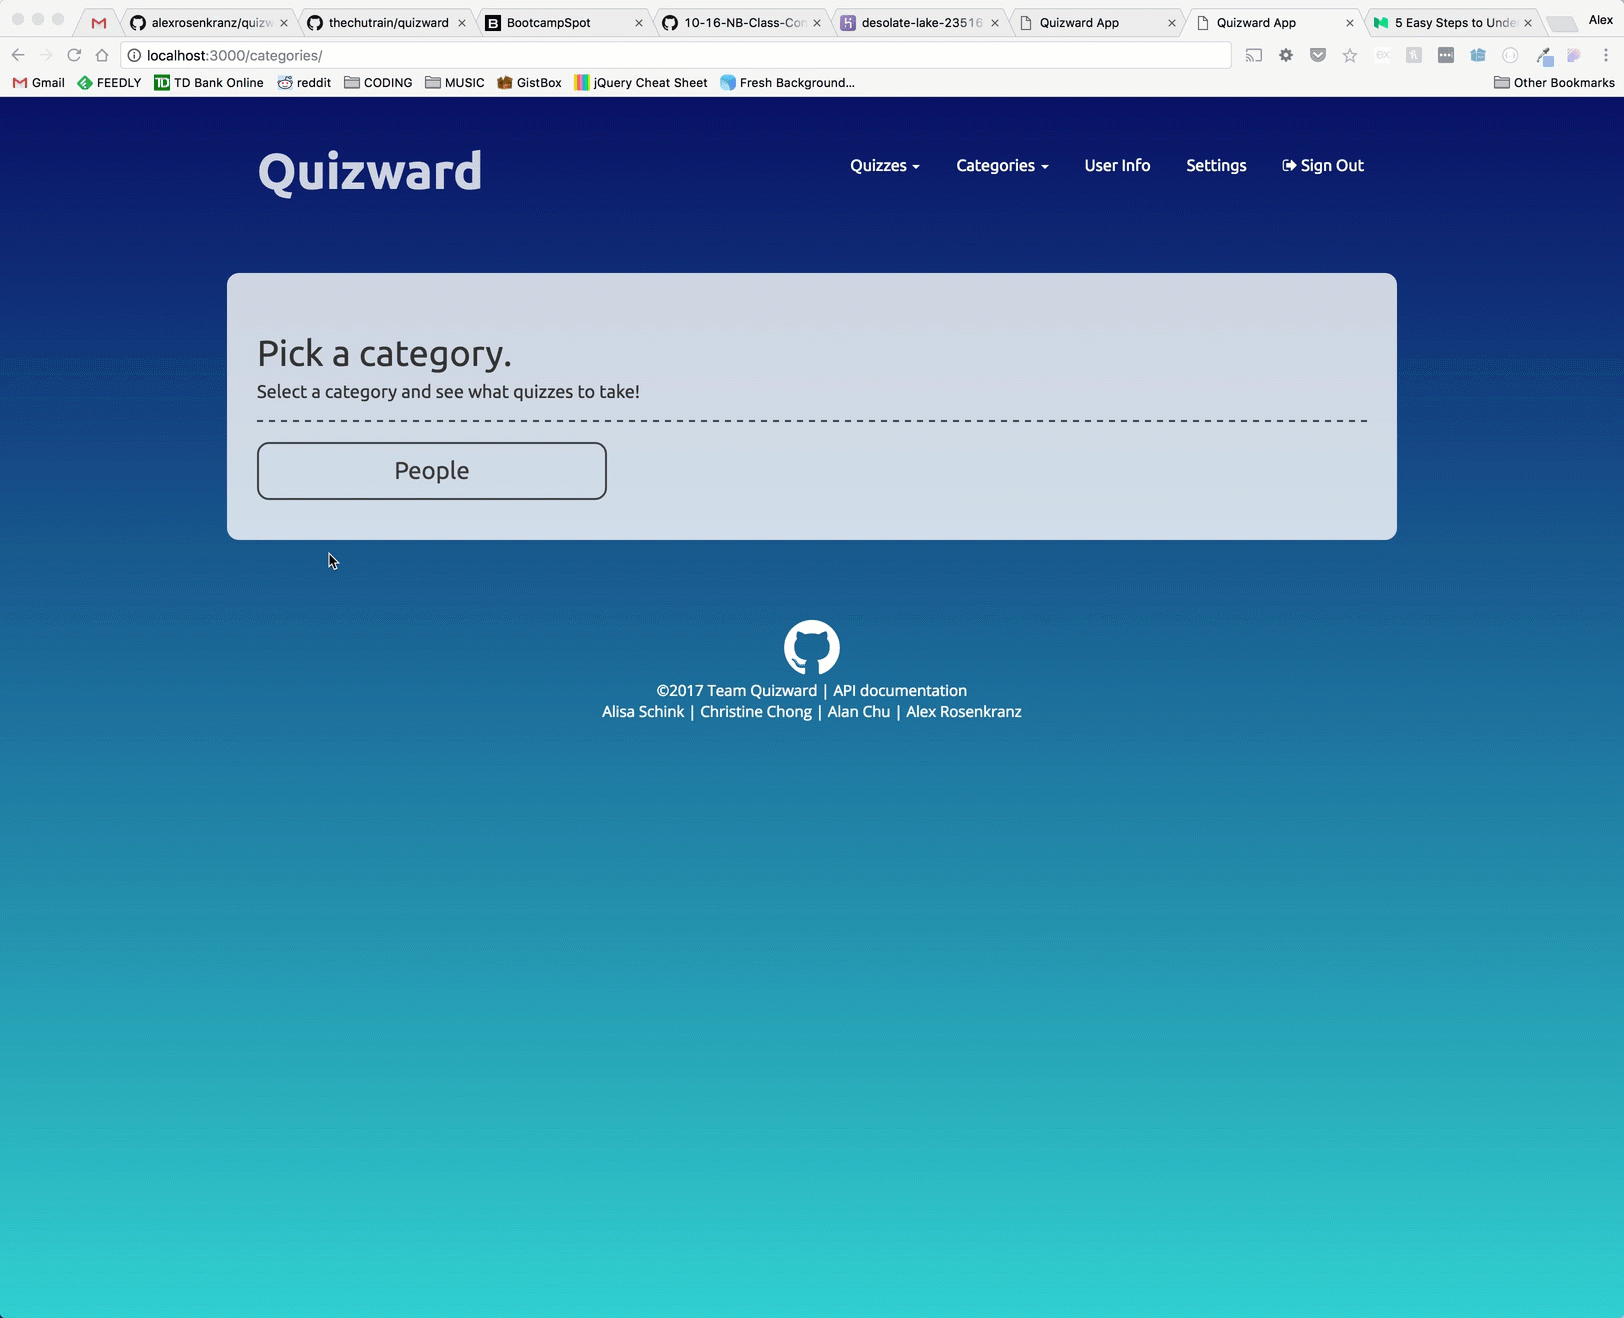 alexrosenkranz/quizw
thechutrain/quizward
BootcampSpot
10-16-NB-Class-Con
desolate-lake-23516
Quizward App
Quizward App
5 Easy Steps to Unde
Alex
localhost:3000/categories/
Gmail
FEEDLY
TD Bank Online
reddit
CODING
MUSIC
GistBox
jQuery Cheat Sheet
Fresh Background...
Other Bookmarks
Quizward
Quizzes
Categories
User Info
Settings
Sign Out
Pick a category.
Select a category and see what quizzes to take!
People
©2017 Team Quizward | API documentation
Alisa Schink | Christine Chong | Alan Chu | Alex Rosenkranz